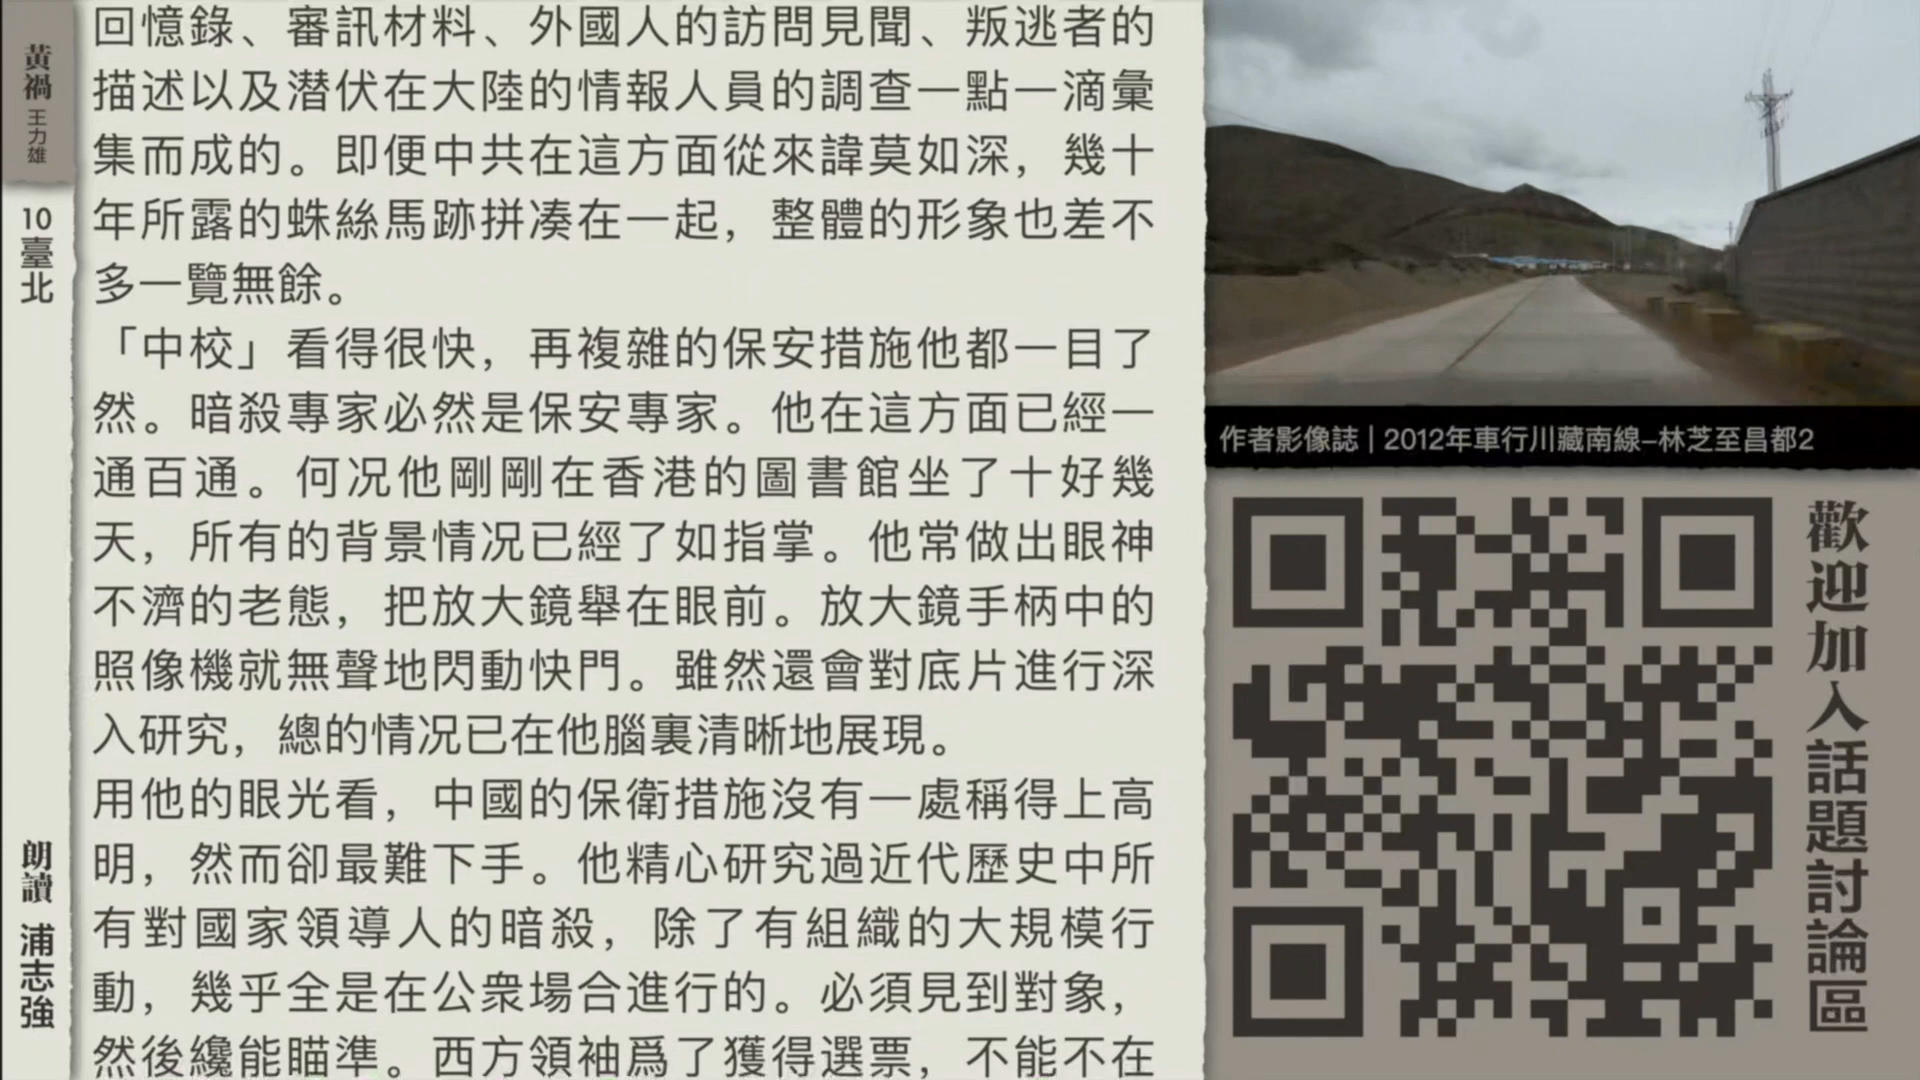 黃禍 王力雄
10臺北
朗讀 浦志強
回憶錄、審訊材料、外國人的訪問見聞、叛逃者的
描述以及潛伏在大陸的情報人員的調查一點一滴彙
集而成的。即便中共在這方面從來諱莫如深，幾十
年所露的蛛絲馬跡拼凑在一起，整體的形象也差不
多一覽無餘。
「中校」看得很快，再複雜的保安措施他都一目了
然。暗殺專家必然是保安專家。他在這方面已經一
通百通。何况他剛剛在香港的圖書館坐了十好幾
天，所有的背景情况已經了如指掌。他常做出眼神
不濟的老態，把放大鏡舉在眼前。放大鏡手柄中的
照像機就無聲地閃動快門。雖然還會對底片進行深
入研究，總的情况已在他腦裏清晰地展現。
用他的眼光看，中國的保衛措施沒有一處稱得上高
明，然而卻最難下手。他精心研究過近代歷史中所
有對國家領導人的暗殺，除了有組織的大規模行
動，幾乎全是在公衆場合進行的。必須見到對象，
然後纔能瞄準。西方領袖爲了獲得選票，不能不在
作者影像誌｜2012年車行川藏南線–林芝至昌都2
歡迎加入話題討論區